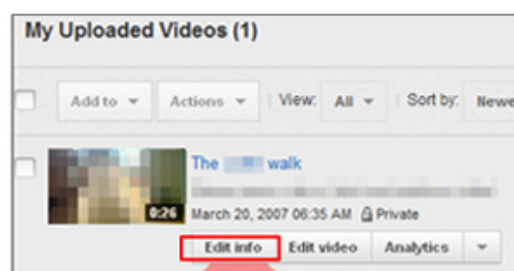 My Uploaded Videos (1)
Add to Actions View: All Sort by: Newe
The walk
0:26
March 20, 2007 06:35 AM Private
Edit info Edit video Analytics